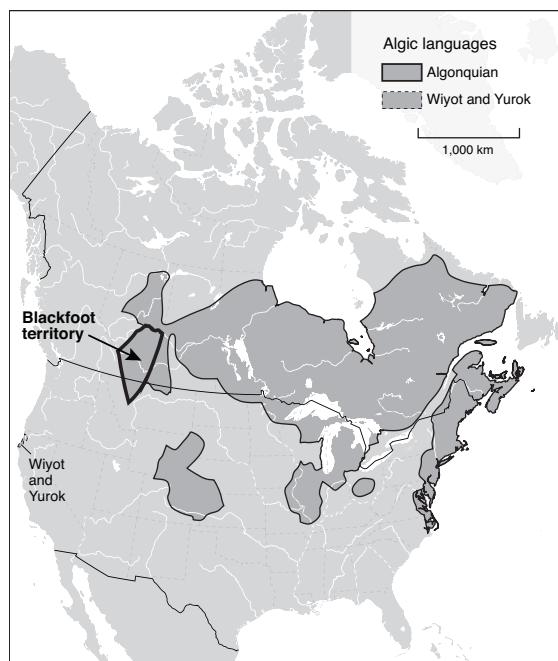 Algic languages
Algonquian
Wiyot and Yurok
1,000 km
Blackfoot
territory
Wiyot
and
Yurok